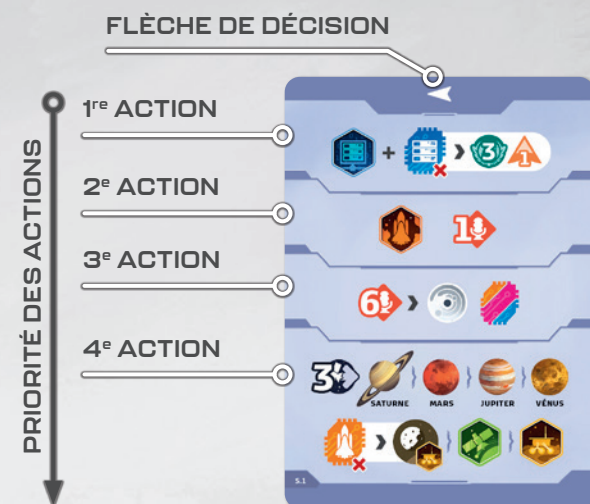 FLÈCHE DE DÉCISION
PRIORITÉ DES ACTIONS
1re ACTION
3
1
2e ACTION
1
3e ACTION
6
4e ACTION
3
SATURNE
MARS
JUPITER
VÉNUS
S.1